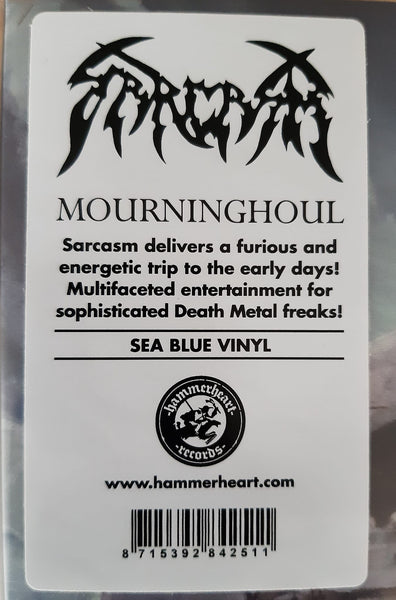 SARCASM
MOURNINGHOUL
Sarcasm delivers a furious and
energetic trip to the early days!
Multifaceted entertainment for
sophisticated Death Metal freaks!
SEA BLUE VINYL
-hammerheart-
-records-
www.hammerheart.com
8 715392 842511